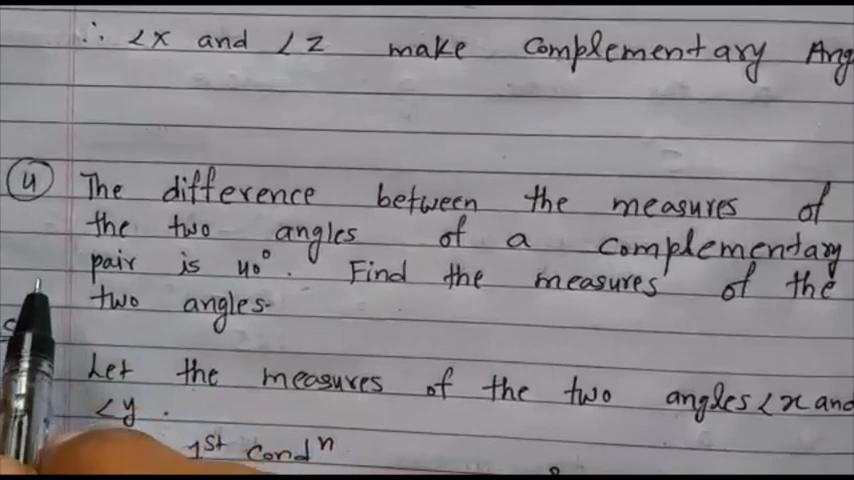 ∴ ∠x and ∠z make Complementary Ang
④ The difference between the measures of
the two angles of a complementary
pair is 40°. Find the measures of the
two angles.
Let the measures of the two angles ∠x and
∠y.
1st condn